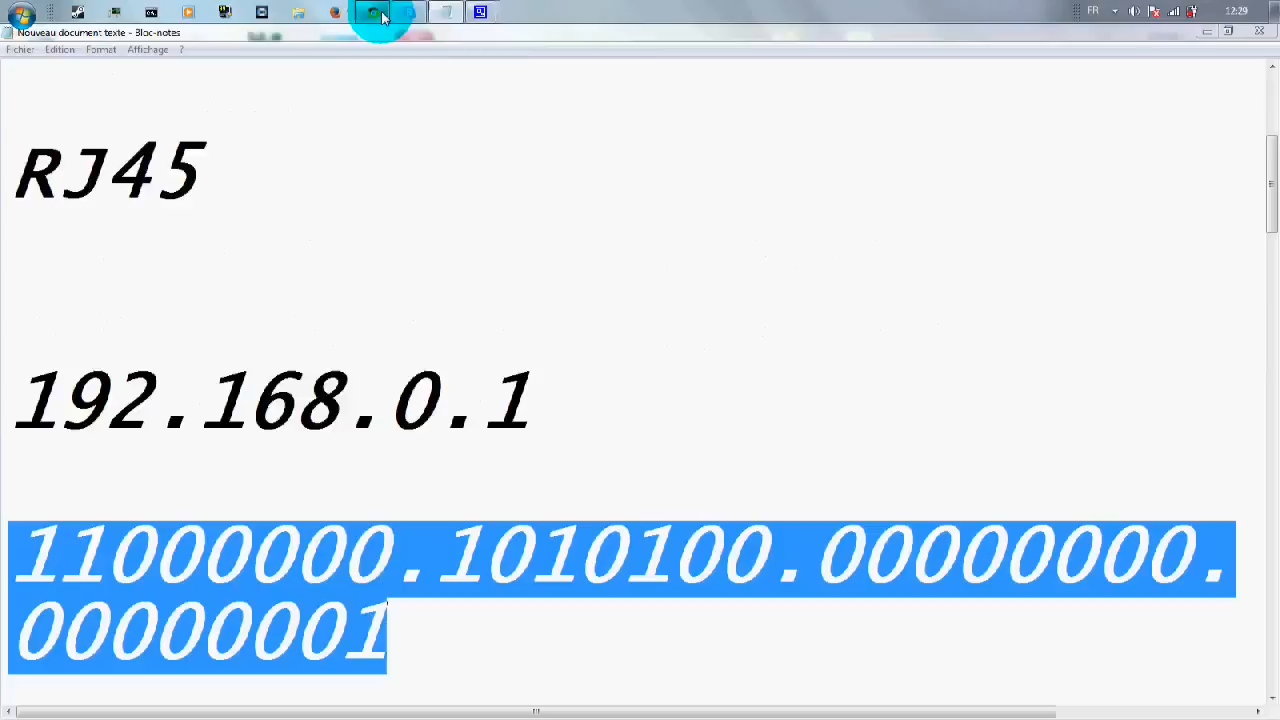 FR
12:29
Nouveau document texte - Bloc-notes
Fichier Edition Format Affichage ?
RJ45
192.168.0.1
11000000.1010100.00000000.
00000001